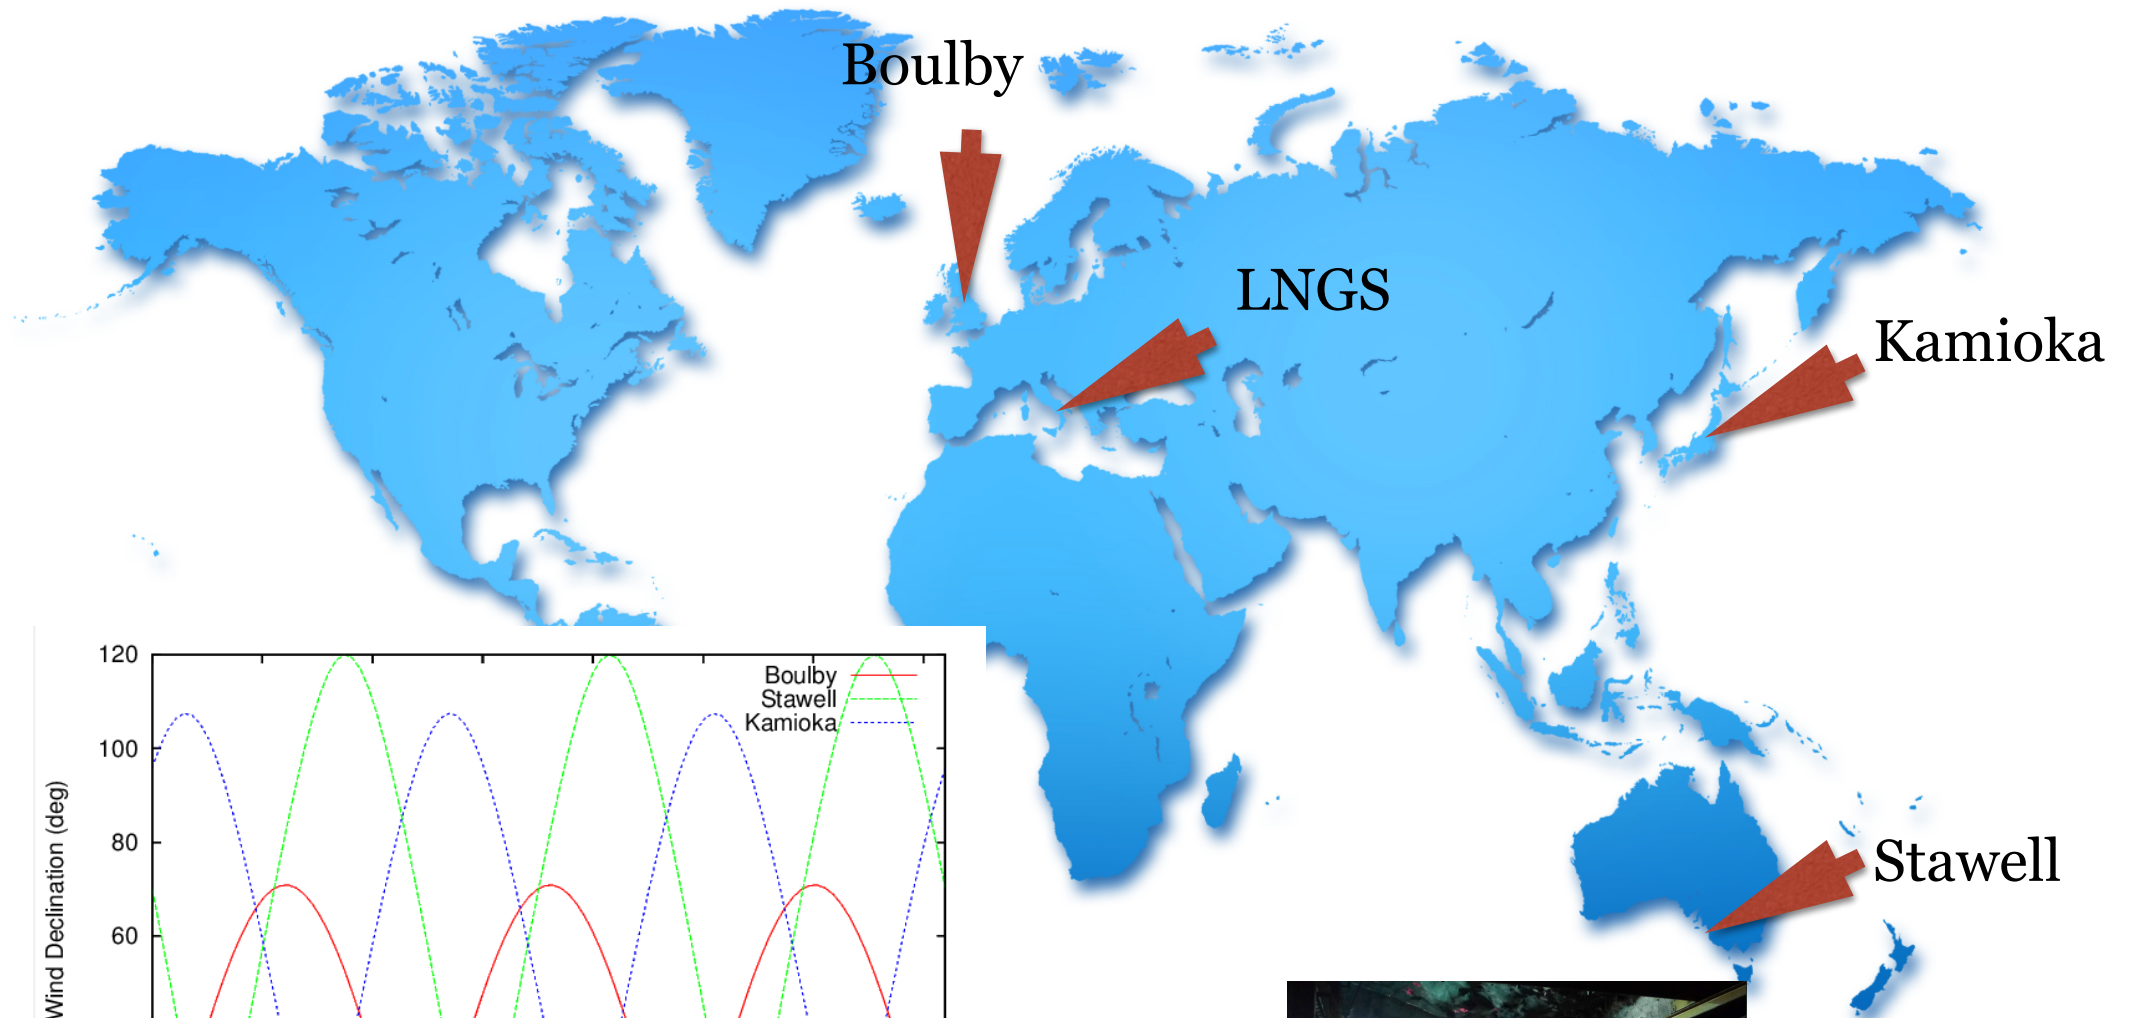 Boulby
LNGS
Kamioka
Stawell
120
100
80
60
Wind Declination (deg)
Boulby
Stawell
Kamioka